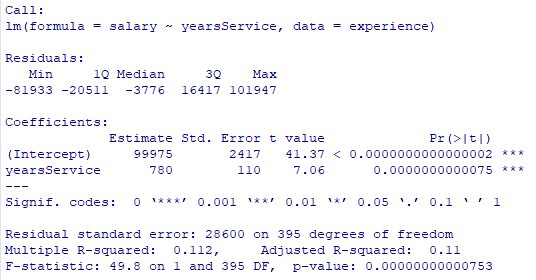 Call:
lm(formula = salary ~ yearsService, data = experience)
Residuals:
Min 1Q Median 3Q Max
-81933 -20511 -3776 16417 101947
Coefficients:
Estimate Std. Error t value Pr(>|t|)
(Intercept) 99975 2417 41.37 < 0.0000000000000002 ***
yearsService 780 110 7.06 0.0000000000075 ***
---
Signif. codes: 0 ‘***’ 0.001 ‘**’ 0.01 ‘*’ 0.05 ‘.’ 0.1 ‘ ’ 1
Residual standard error: 28600 on 395 degrees of freedom
Multiple R-squared: 0.112, Adjusted R-squared: 0.11
F-statistic: 49.8 on 1 and 395 DF, p-value: 0.00000000000753